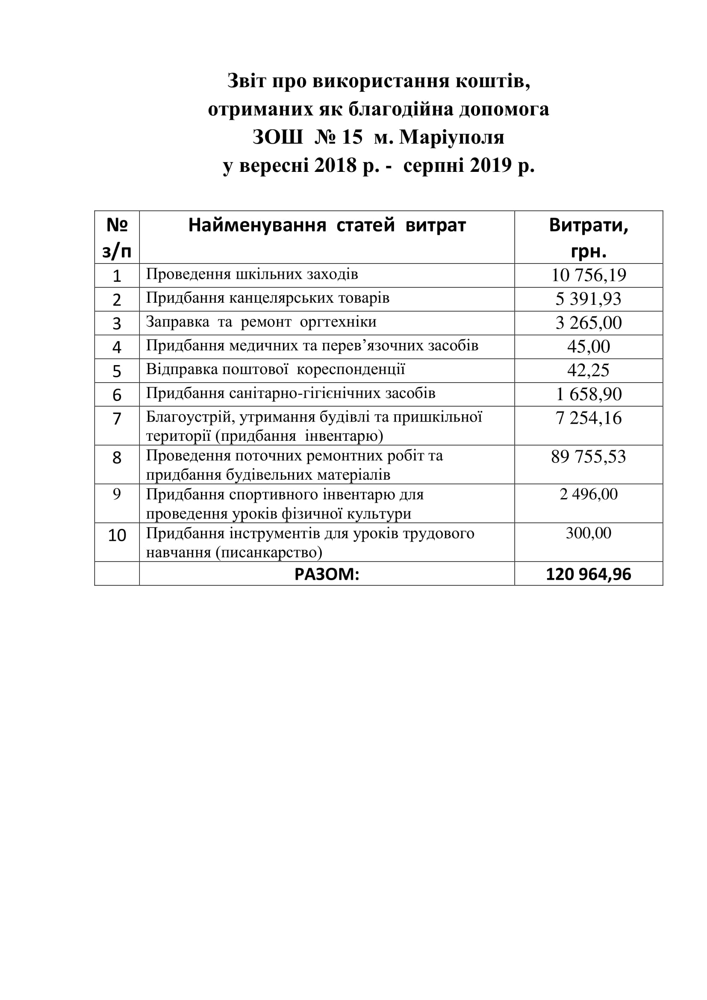 Звіт про використання коштів,
отриманих як благодійна допомога
ЗОШ № 15 м. Маріуполя
у вересні 2018 р. - серпні 2019 р.
№ Найменування статей витрат Витрати,
з/п грн.
1 Проведення шкільних заходів 10 756,19
2 Придбання канцелярських товарів 5 391,93
3 Заправка та ремонт оргтехніки 3 265,00
4 Придбання медичних та перев’язочних засобів 45,00
5 Відправка поштової кореспонденції 42,25
6 Придбання санітарно-гігієнічних засобів 1 658,90
7 Благоустрій, утримання будівлі та пришкільної 7 254,16
території (придбання інвентарю)
8 Проведення поточних ремонтних робіт та 89 755,53
придбання будівельних матеріалів
9 Придбання спортивного інвентарю для 2 496,00
проведення уроків фізичної культури
10 Придбання інструментів для уроків трудового 300,00
навчання (писанкарство)
РАЗОМ: 120 964,96